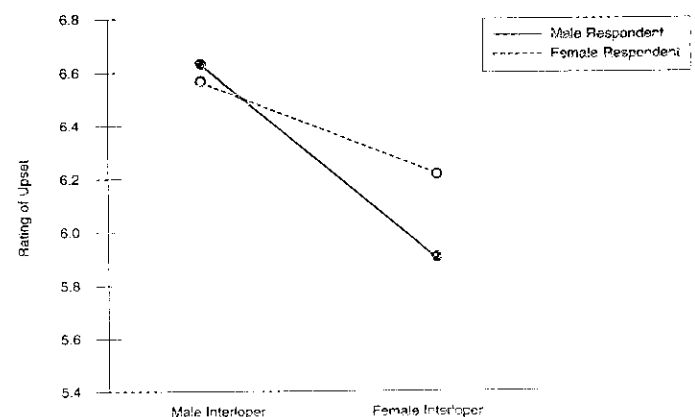 6.8
6.6
6.4
6.2
6.0
5.8
5.6
5.4
Rating of Upset
Male Interloper
Female Interloper
Male Respondent
Female Respondent